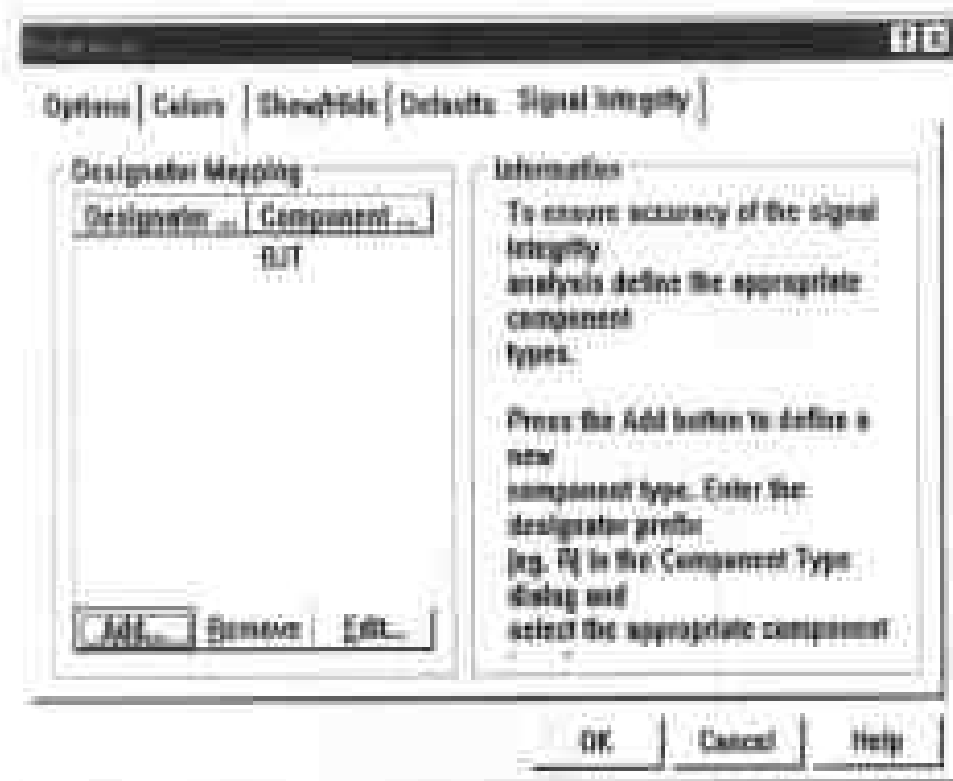 Options Colors Show/Hide Defaults Signal Integrity
Designator Mapping
Designator ... Component ...
BJT
Add... Remove Edit...
Information
To ensure accuracy of the signal
integrity
analysis define the appropriate
component
types.
Press the Add button to define a
new
component type. Enter the
designator prefix
(eg. R) in the Component Type
dialog and
select the appropriate component
OK Cancel Help